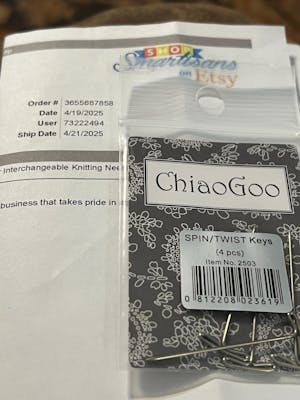 SHOP
Smartisans
on Etsy
Order # 3655687858
Date 4/19/2025
User 73222494
Ship Date 4/21/2025
Interchangeable Knitting Nee
business that takes pride in
ChiaoGoo
SPIN/TWIST Keys
(4 pcs)
Item No. 2503
0 812208 023619